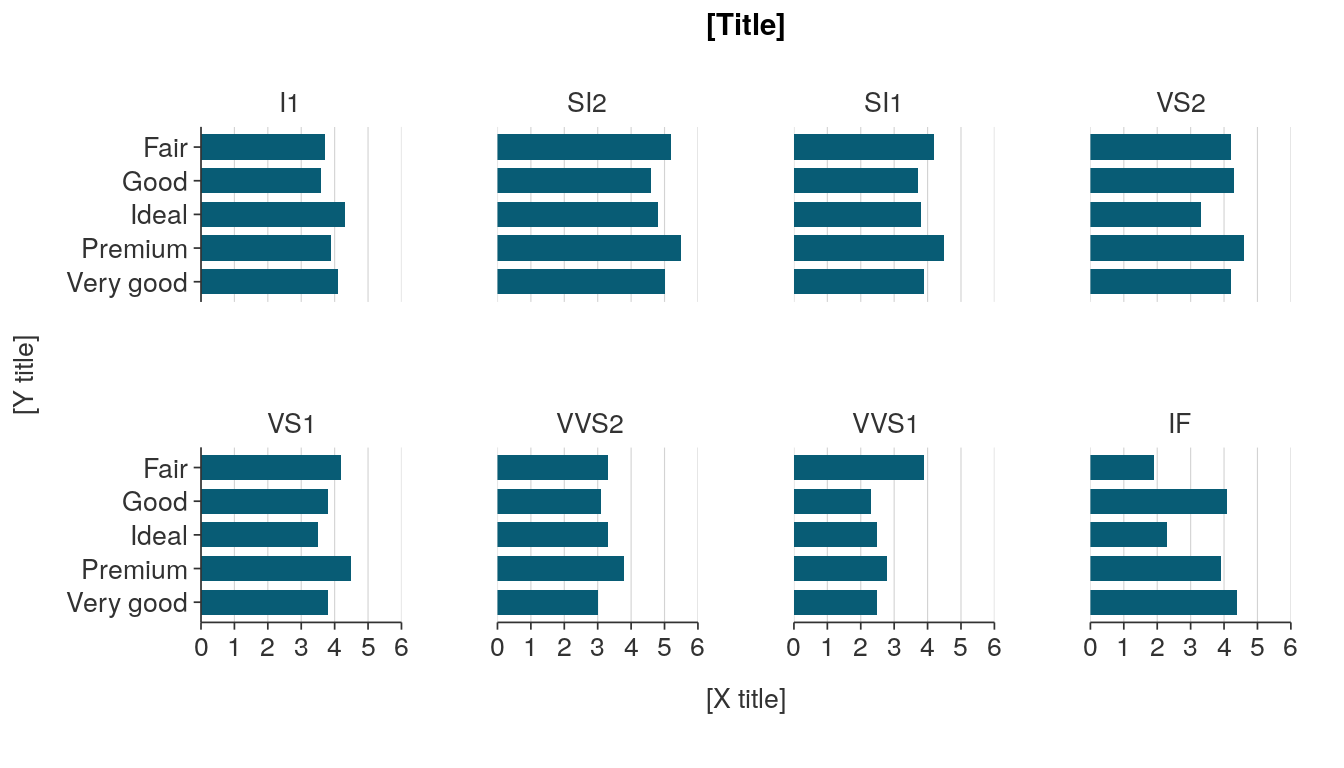 [Title]
I1 SI2 SI1 VS2
Fair
Good
Ideal
Premium
Very good
[Y title]
VS1 VVS2 VVS1 IF
Fair
Good
Ideal
Premium
Very good
0 1 2 3 4 5 6 0 1 2 3 4 5 6 0 1 2 3 4 5 6 0 1 2 3 4 5 6
[X title]